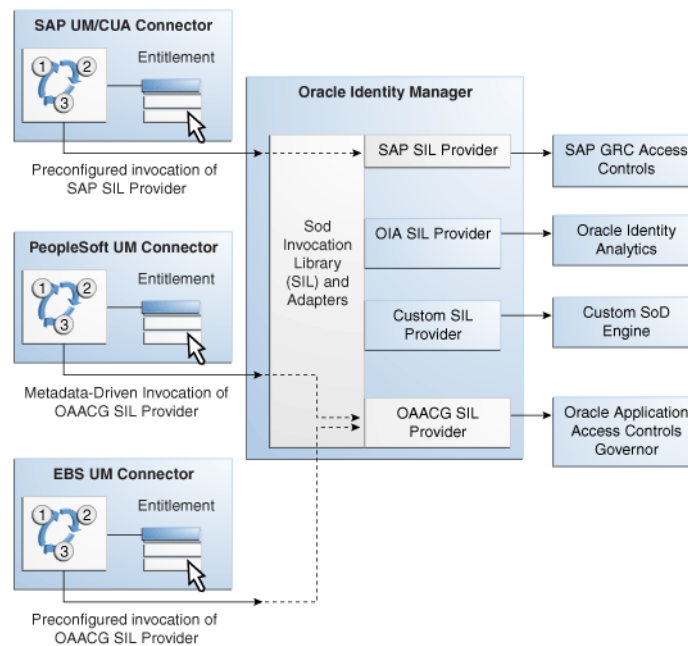 SAP UM/CUA Connector
1
2
3
Entitlement
Preconfigured invocation of
SAP SIL Provider
PeopleSoft UM Connector
1
2
3
Entitlement
Metadata-Driven Invocation of
OAACG SIL Provider
EBS UM Connector
1
2
3
Entitlement
Preconfigured invocation of
OAACG SIL Provider
Oracle Identity Manager
Sod
Invocation
Library
(SIL) and
Adapters
SAP SIL Provider
OIA SIL Provider
Custom SIL
Provider
OAACG SIL
Provider
SAP GRC Access
Controls
Oracle Identity
Analytics
Custom SoD
Engine
Oracle Application
Access Controls
Governor